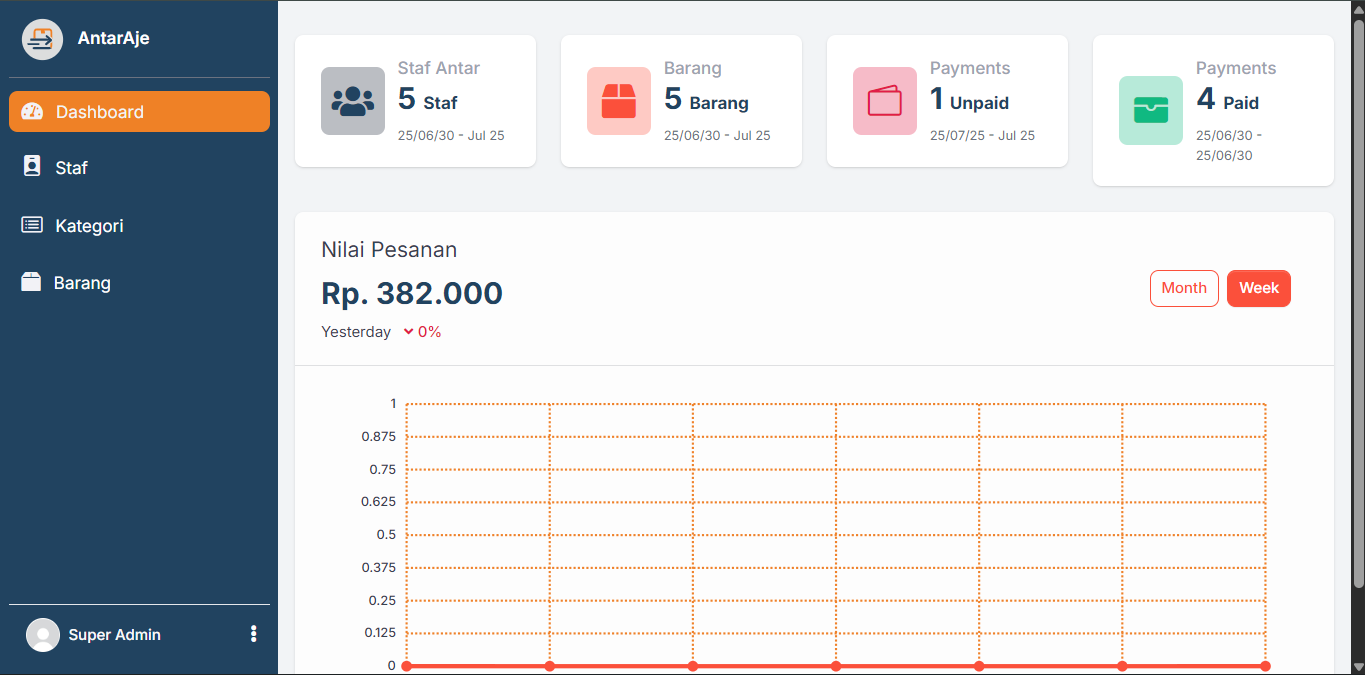 AntarAje
Dashboard
Staf
Kategori
Barang
Super Admin
Staf Antar
5 Staf
25/06/30 - Jul 25
Barang
5 Barang
25/06/30 - Jul 25
Payments
1 Unpaid
25/07/25 - Jul 25
Payments
4 Paid
25/06/30 -
25/06/30
Nilai Pesanan
Rp. 382.000
Yesterday 0%
Month Week
1
0.875
0.75
0.625
0.5
0.375
0.25
0.125
0